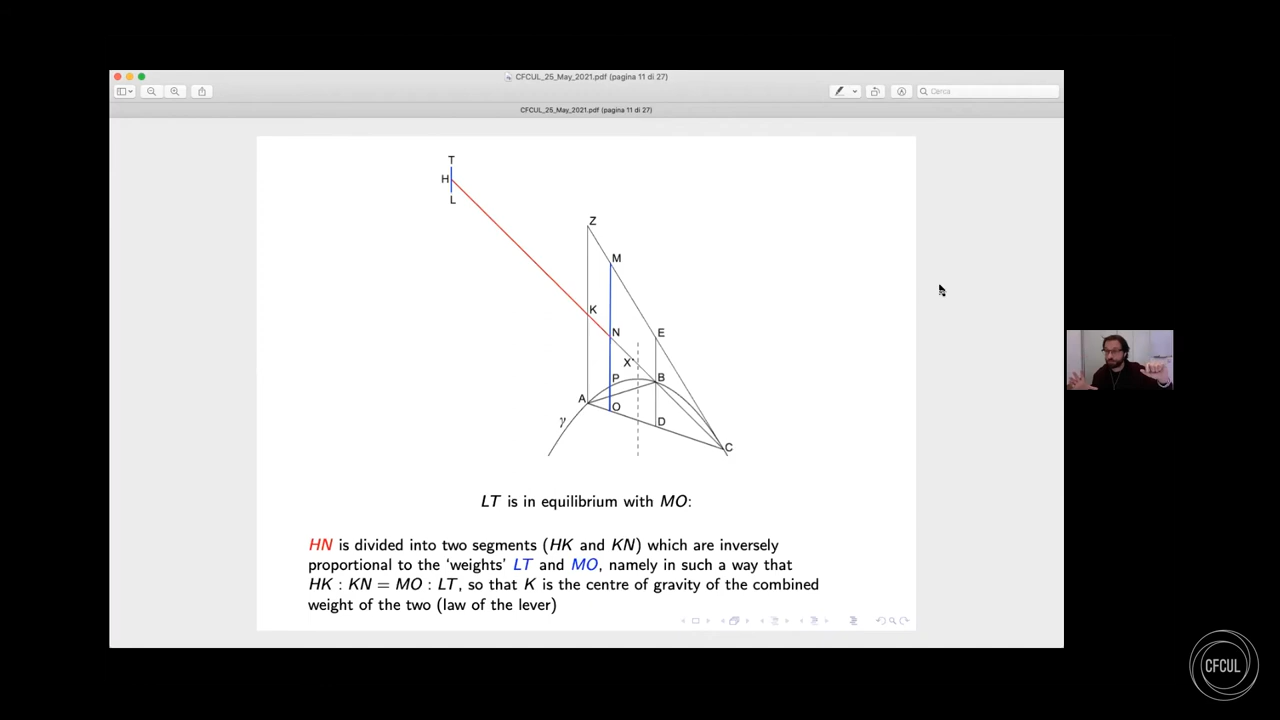 CFCUL_25_May_2021.pdf (pagina 11 di 27)
Cerca
CFCUL_25_May_2021.pdf (pagina 11 di 27)
T
H
L
Z
M
K
N
E
X
P
B
A
O
γ
D
C
LT is in equilibrium with MO:
HN is divided into two segments (HK and KN) which are inversely
proportional to the ‘weights’ LT and MO, namely in such a way that
HK : KN = MO : LT, so that K is the centre of gravity of the combined
weight of the two (law of the lever)
CFCUL